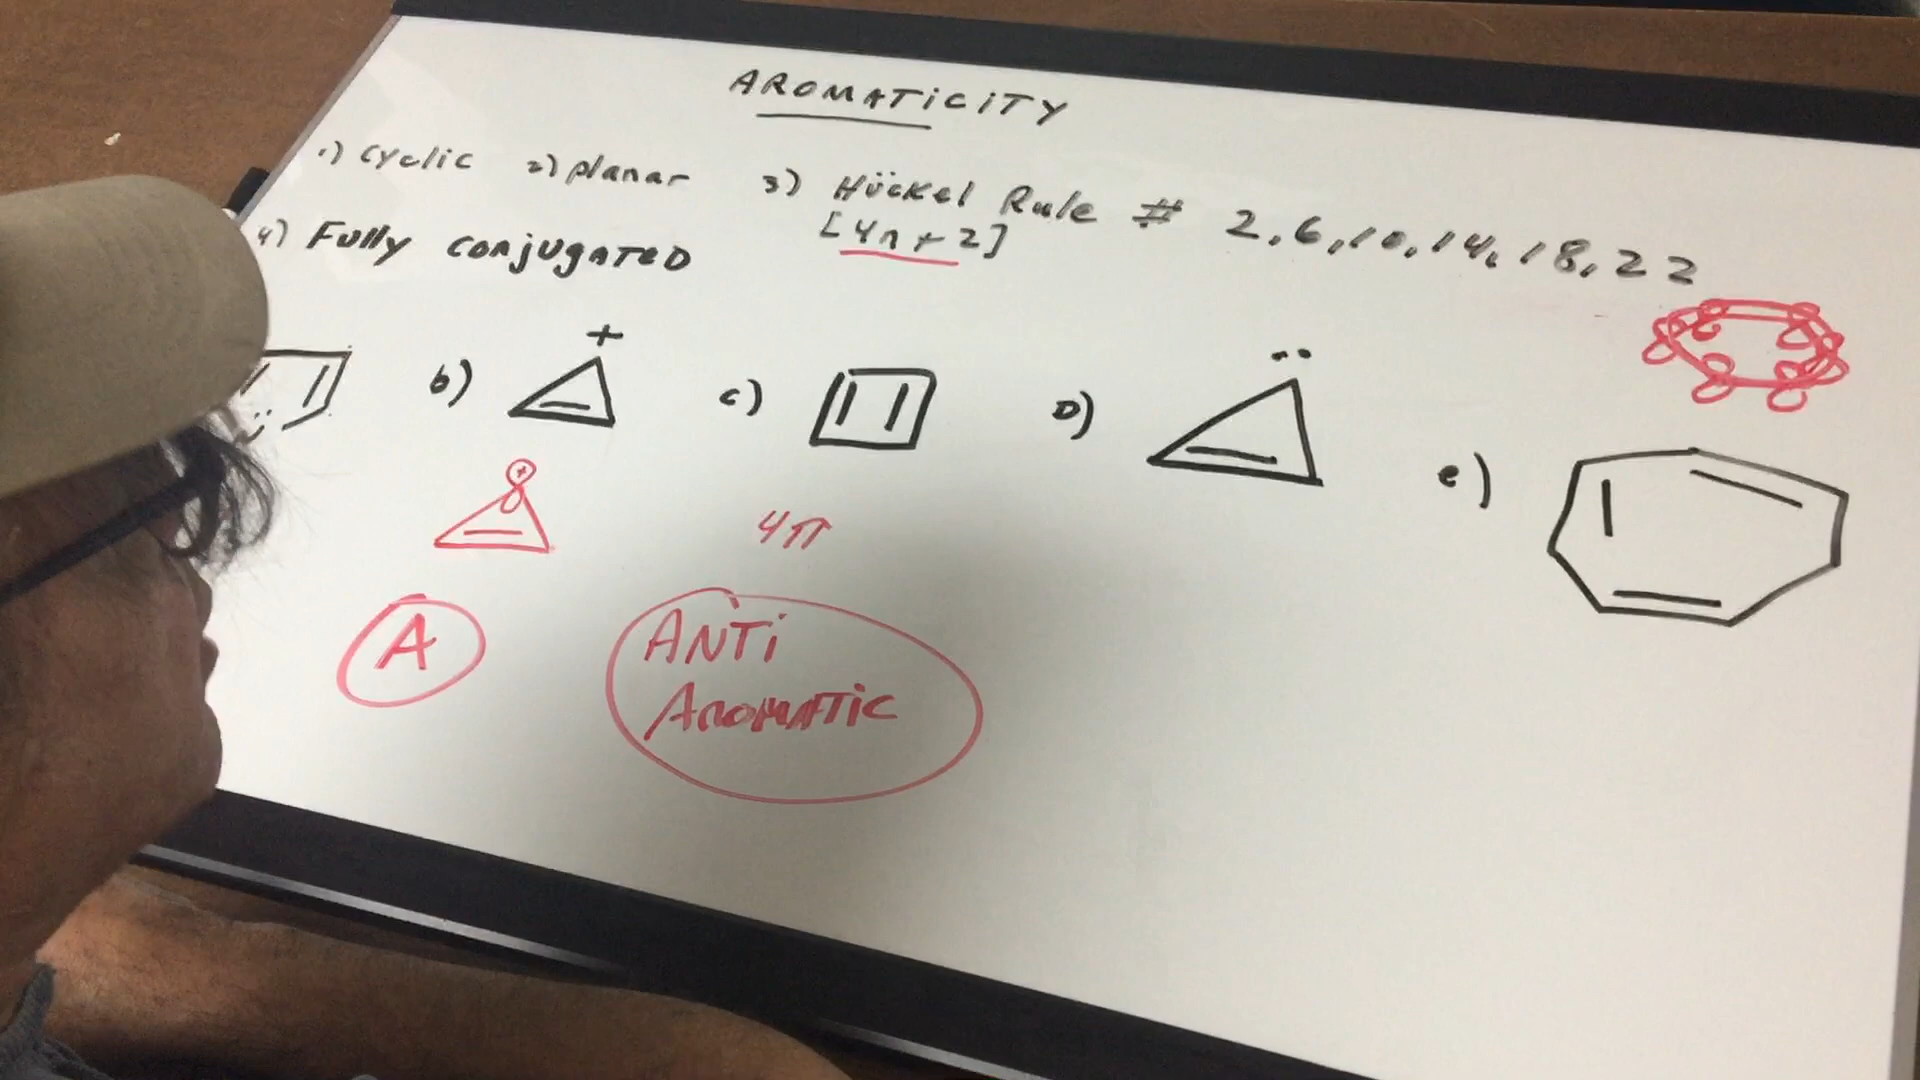 AROMATiCiTY
1) cyclic 2) planar 3) Hückel Rule # 2,6,10,14,18,22
[4n+2]
4) Fully conjugated
b) + c) D) e)
+
4π
A
ANTi
AROMATiC